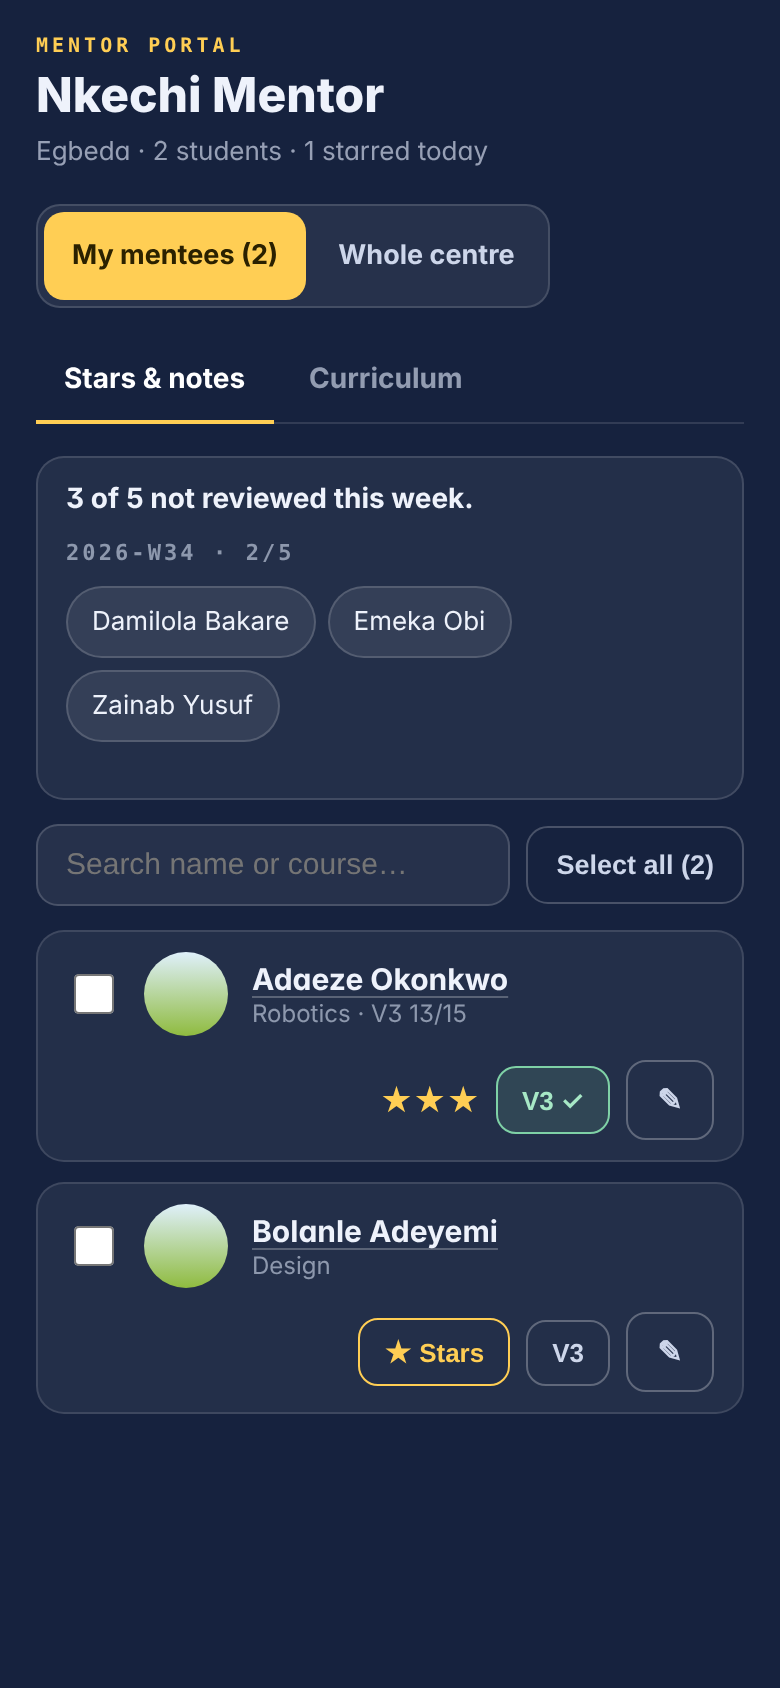 MENTOR PORTAL
Nkechi Mentor
Egbeda · 2 students · 1 starred today
My mentees (2) Whole centre
Stars & notes Curriculum
3 of 5 not reviewed this week.
2026-W34 · 2/5
Damilola Bakare Emeka Obi
Zainab Yusuf
Search name or course… Select all (2)
Adaeze Okonkwo
Robotics · V3 13/15
★★★ V3 ✓ ✎
Bolanle Adeyemi
Design
★ Stars V3 ✎